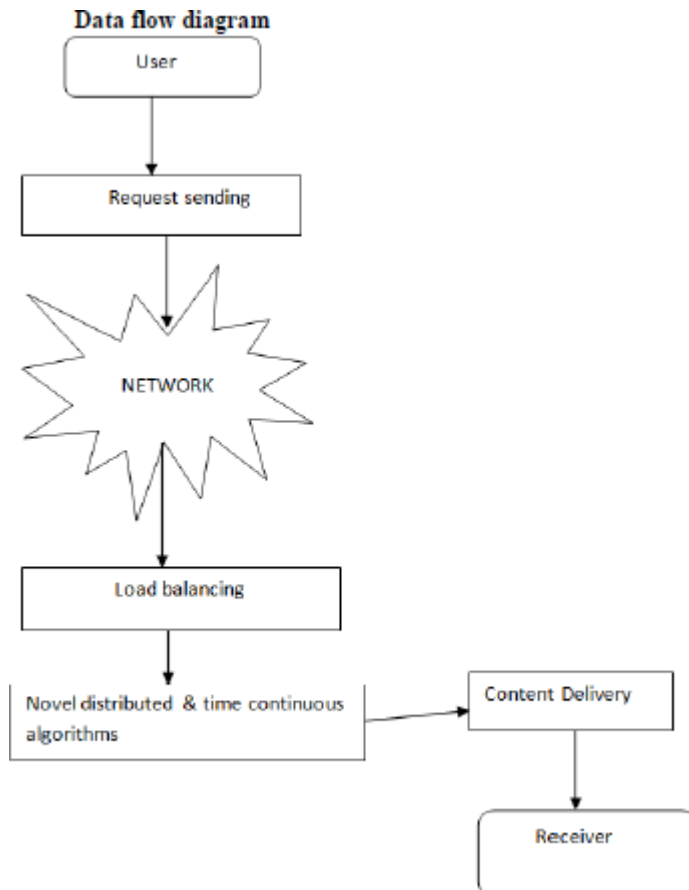 Data flow diagram
User
Request sending
NETWORK
Load balancing
Novel distributed & time continuous
algorithms
Content Delivery
Receiver